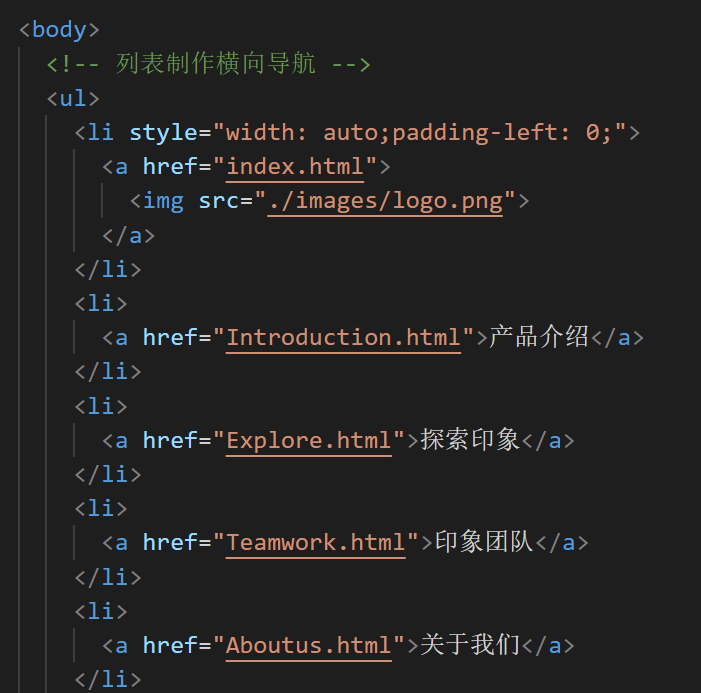 <body>
<!-- 列表制作横向导航 -->
<ul>
<li style="width: auto;padding-left: 0;">
<a href="index.html">
<img src="./images/logo.png">
</a>
</li>
<li>
<a href="Introduction.html">产品介绍</a>
</li>
<li>
<a href="Explore.html">探索印象</a>
</li>
<li>
<a href="Teamwork.html">印象团队</a>
</li>
<li>
<a href="Aboutus.html">关于我们</a>
</li>